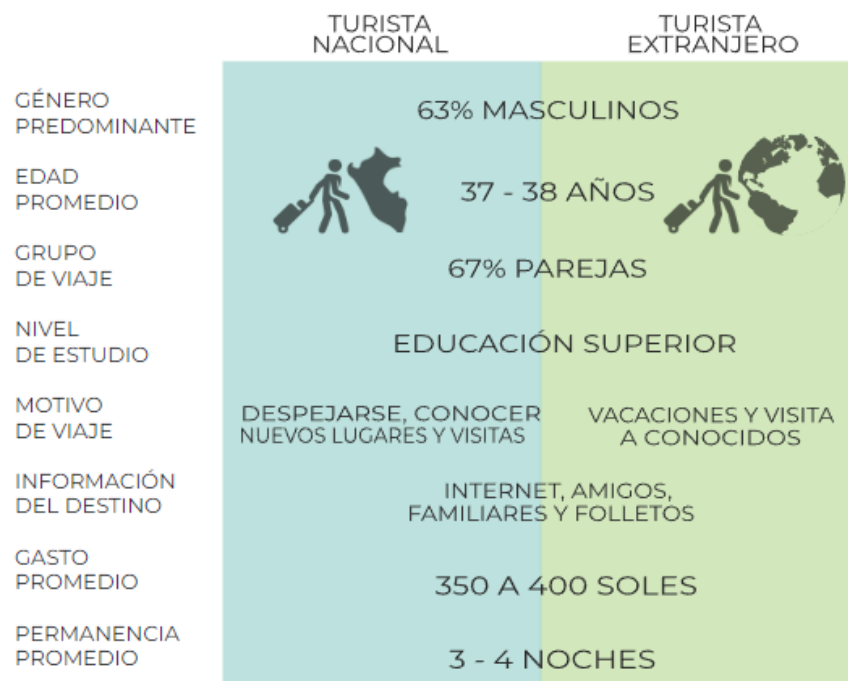 TURISTA
NACIONAL
TURISTA
EXTRANJERO
GÉNERO
PREDOMINANTE
63% MASCULINOS
EDAD
PROMEDIO
37 - 38 AÑOS
GRUPO
DE VIAJE
67% PAREJAS
NIVEL
DE ESTUDIO
EDUCACIÓN SUPERIOR
MOTIVO
DE VIAJE
DESPEJARSE, CONOCER
NUEVOS LUGARES Y VISITAS
VACACIONES Y VISITA
A CONOCIDOS
INFORMACIÓN
DEL DESTINO
INTERNET, AMIGOS,
FAMILIARES Y FOLLETOS
GASTO
PROMEDIO
350 A 400 SOLES
PERMANENCIA
PROMEDIO
3 - 4 NOCHES